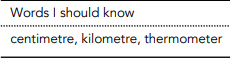 Words I should know
centimetre, kilometre, thermometer